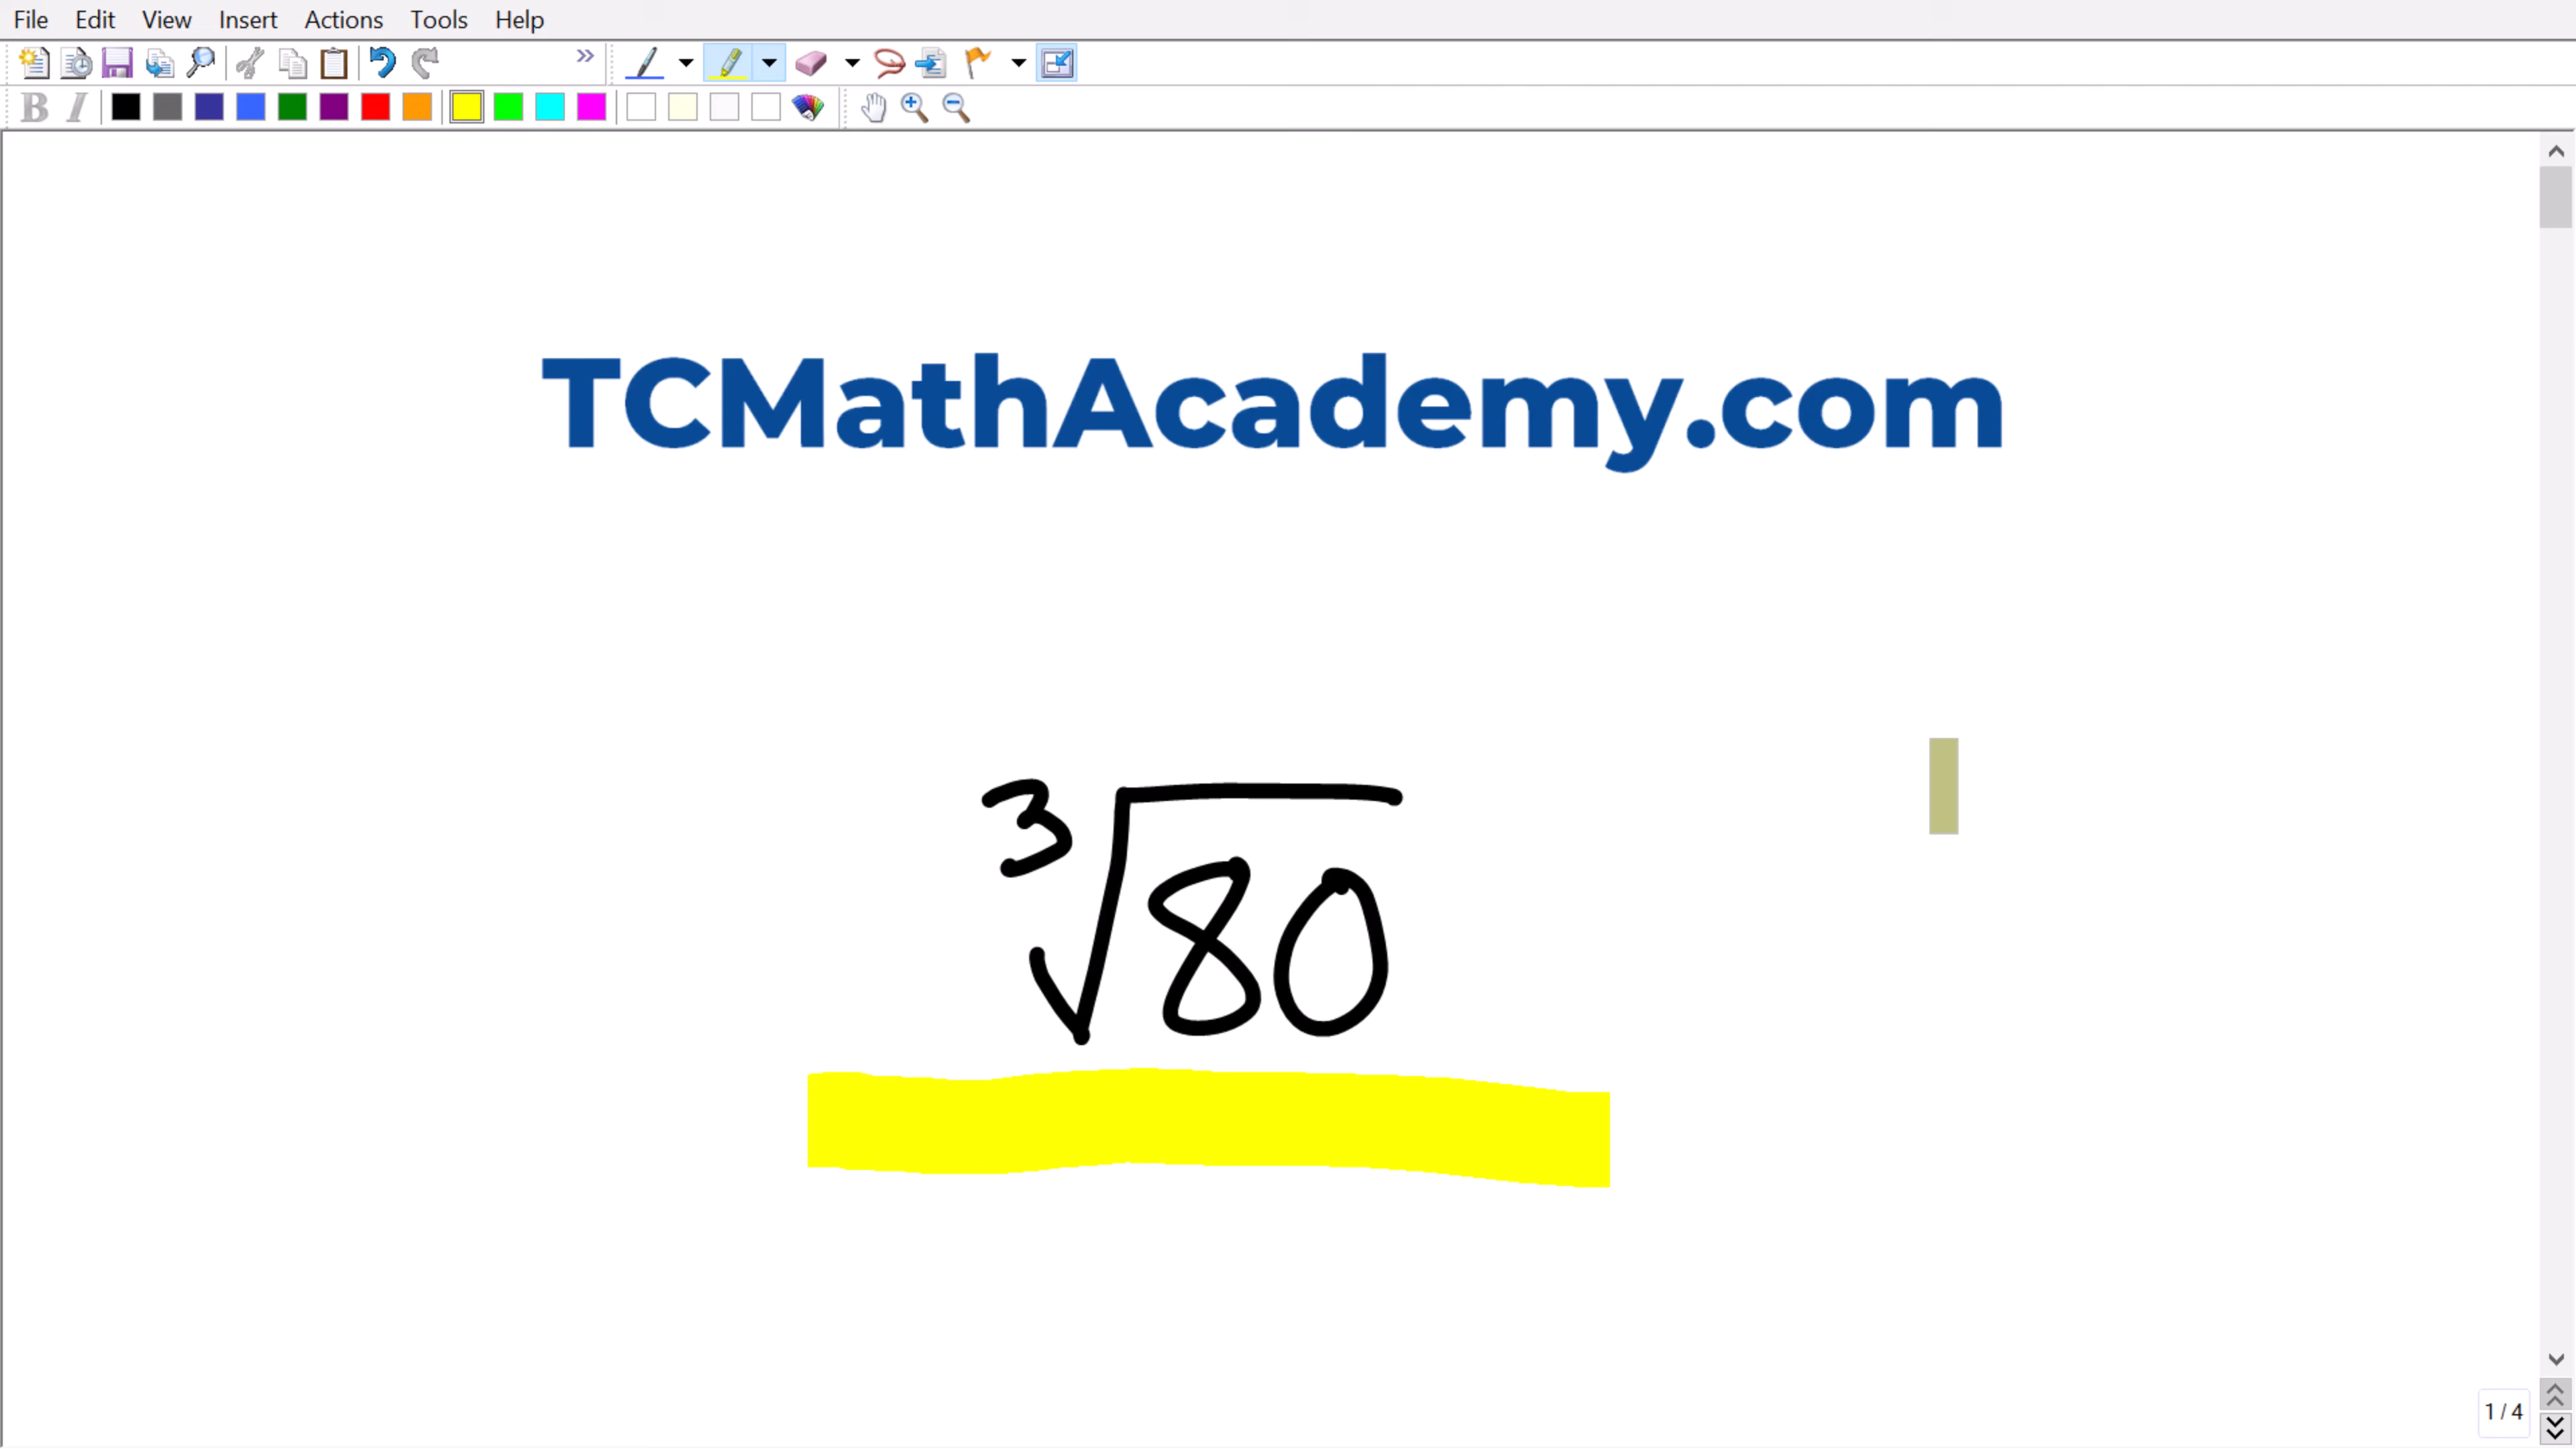 File Edit View Insert Actions Tools Help
B I
TCMathAcademy.com
∛80
1 / 4